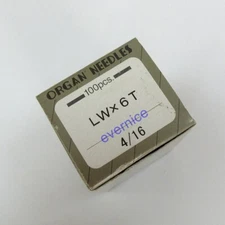 ORGAN NEEDLES
100pcs.
LW×6T
evernice
4/16